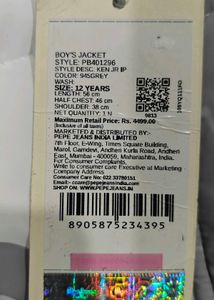 BOY'S JACKET
STYLE: PB401296
STYLE DESC: KEN JR IP
COLOR: 945GREY
WASH:
SIZE: 12 YEARS
LENGTH: 56 cm
HALF CHEST: 46 cm
SHOULDER: 38 cm
NET QUANTITY: 1 N
9813
Maximum Retail Price: Rs. 4499.00
(Inclusive of all taxes)
MARKETED & DISTRIBUTED BY:-
PEPE JEANS INDIA LIMITED
7th Floor, E-Wing, Times Square Building,
Marol, Gamdevi, Andheri Kurla Road, Andheri
East, Mumbai - 400059, Maharashtra, India.
For Consumer Complaints,
Write to consumer care Executive at Marketing
Company Address
Consumer Care No: 022 33780151
Email: ccare@pepejeansindia.com
SHOP ON: WWW.PEPEJEANS.IN
8905875234395